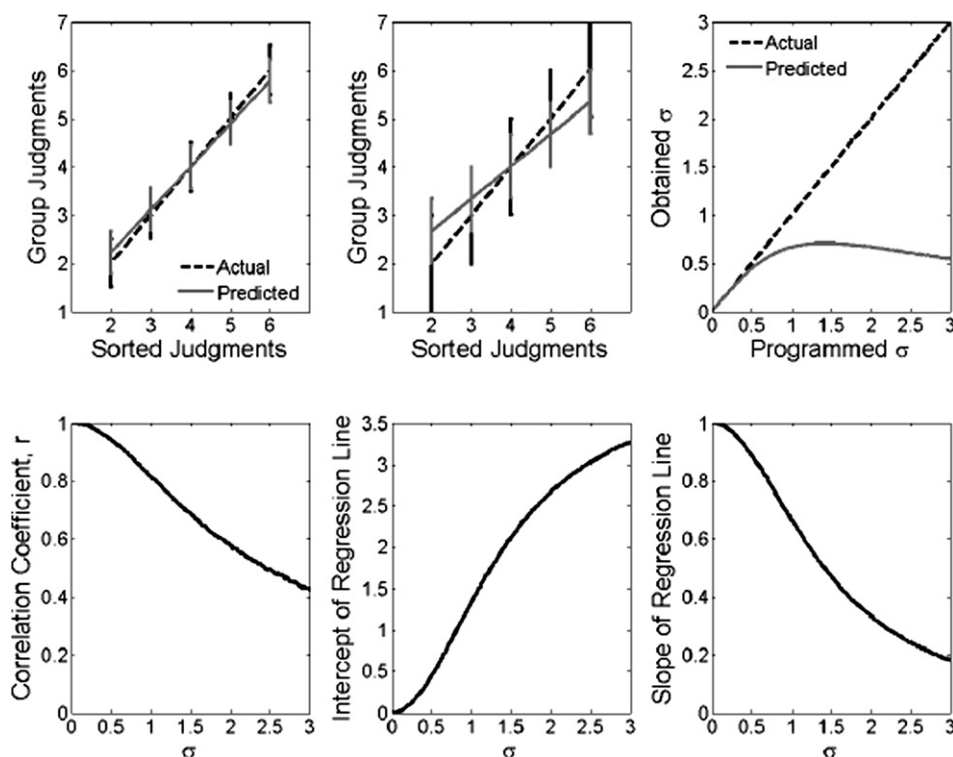 7
6
5
4
3
2
1
Group Judgments
Actual
Predicted
2 3 4 5 6
Sorted Judgments
7
6
5
4
3
2
1
Group Judgments
2 3 4 5 6
Sorted Judgments
3
2.5
2
1.5
1
0.5
0
Obtained σ
Actual
Predicted
0 0.5 1 1.5 2 2.5 3
Programmed σ
1
0.8
0.6
0.4
0.2
0
Correlation Coefficient, r
0 0.5 1 1.5 2 2.5 3
σ
3.5
3
2.5
2
1.5
1
0.5
0
Intercept of Regression Line
0 0.5 1 1.5 2 2.5 3
σ
1
0.8
0.6
0.4
0.2
0
Slope of Regression Line
0 0.5 1 1.5 2 2.5 3
σ